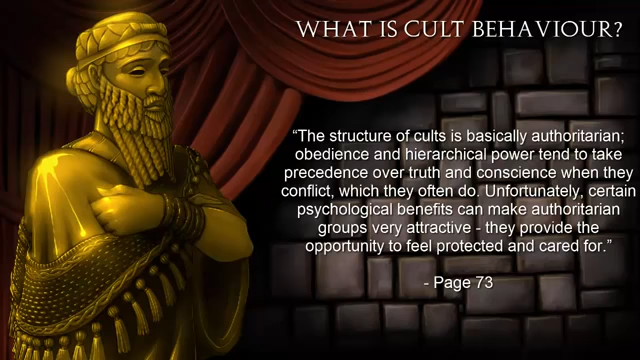 WHAT IS CULT BEHAVIOUR?
“The structure of cults is basically authoritarian;
obedience and hierarchical power tend to take
precedence over truth and conscience when they
conflict, which they often do. Unfortunately, certain
psychological benefits can make authoritarian
groups very attractive - they provide the
opportunity to feel protected and cared for.”
- Page 73